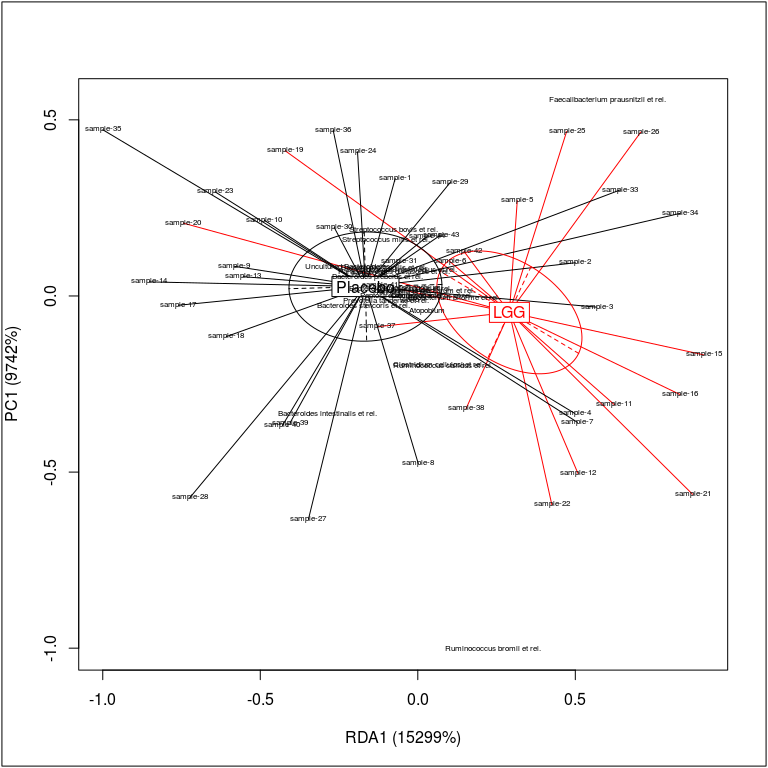 Faecalibacterium prausnitzii et rel.
0.5
sample-35
sample-36
sample-25
sample-26
sample-19
sample-24
sample-1
sample-29
sample-23
sample-33
sample-5
sample-34
sample-20
sample-10
sample-30
Streptococcus bovis et rel.
sample-43
Streptococcus mitis et rel.
sample-42
sample-9
sample-31
sample-6
sample-2
sample-13
sample-14
Placebo
0.0
sample-17
Bacteroides stercoris et rel.
sample-3
Atopobium
LGG
sample-37
sample-18
sample-15
sample-16
sample-38
sample-11
Bacteroides intestinalis et rel.
sample-4
sample-39
sample-40
sample-7
sample-8
sample-12
-0.5
sample-28
sample-21
sample-22
sample-27
Ruminococcus bromii et rel.
-1.0
-1.0
-0.5
0.0
0.5
RDA1 (15299%)
PC1 (9742%)